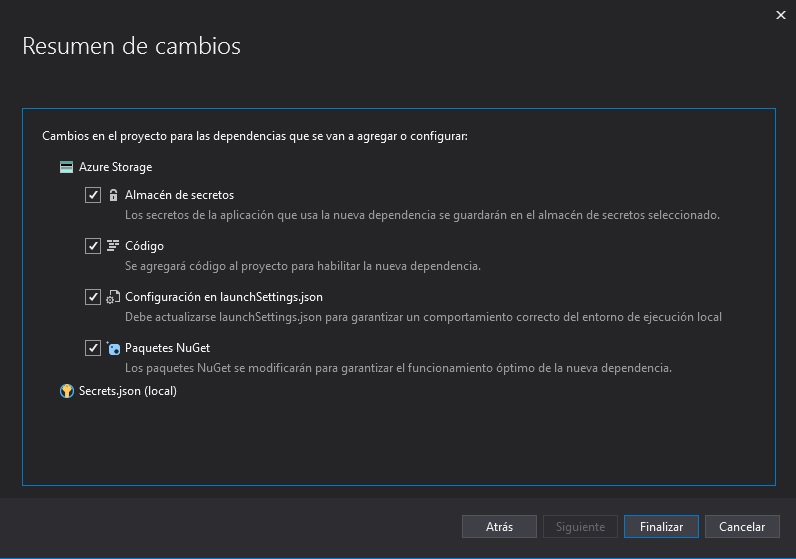 Resumen de cambios
Cambios en el proyecto para las dependencias que se van a agregar o configurar:
Azure Storage
Almacén de secretos
Los secretos de la aplicación que usa la nueva dependencia se guardarán en el almacén de secretos seleccionado.
Código
Se agregará código al proyecto para habilitar la nueva dependencia.
Configuración en launchSettings.json
Debe actualizarse launchSettings.json para garantizar un comportamiento correcto del entorno de ejecución local
Paquetes NuGet
Los paquetes NuGet se modificarán para garantizar el funcionamiento óptimo de la nueva dependencia.
Secrets.json (local)
Atrás Siguiente Finalizar Cancelar